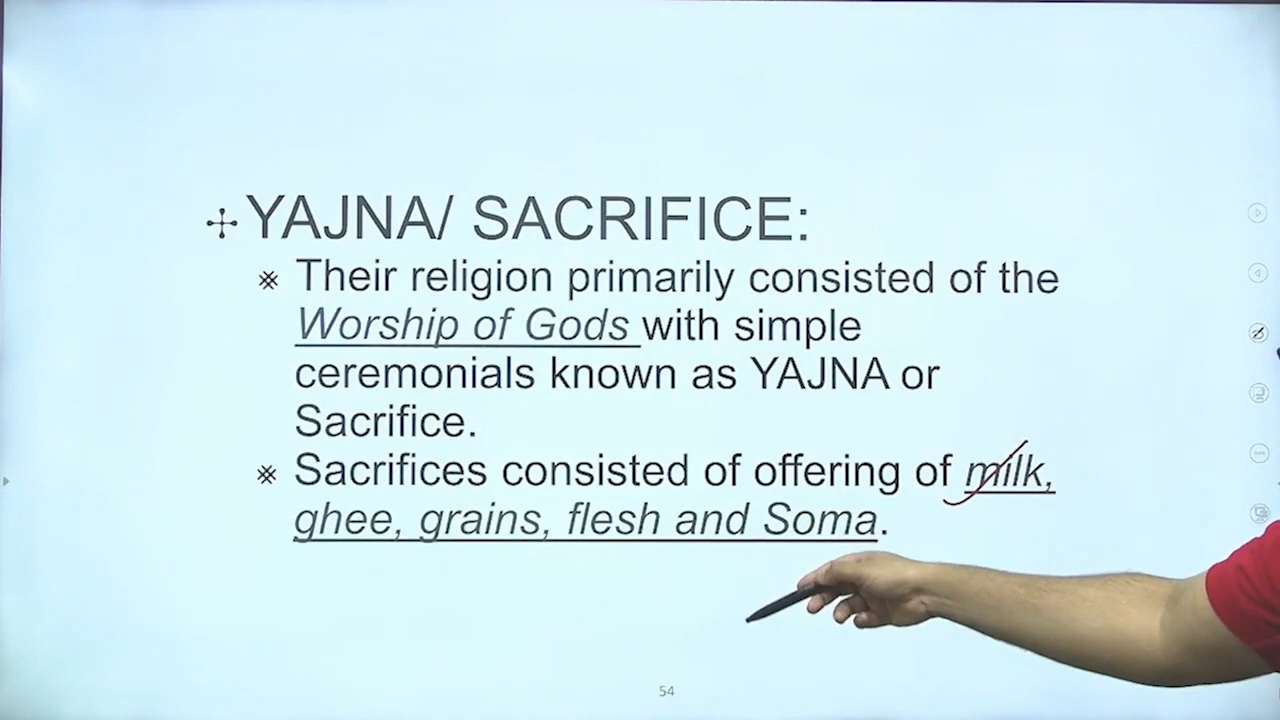 YAJNA/ SACRIFICE:
Their religion primarily consisted of the
Worship of Gods with simple
ceremonials known as YAJNA or
Sacrifice.
Sacrifices consisted of offering of milk,
ghee, grains, flesh and Soma.
54